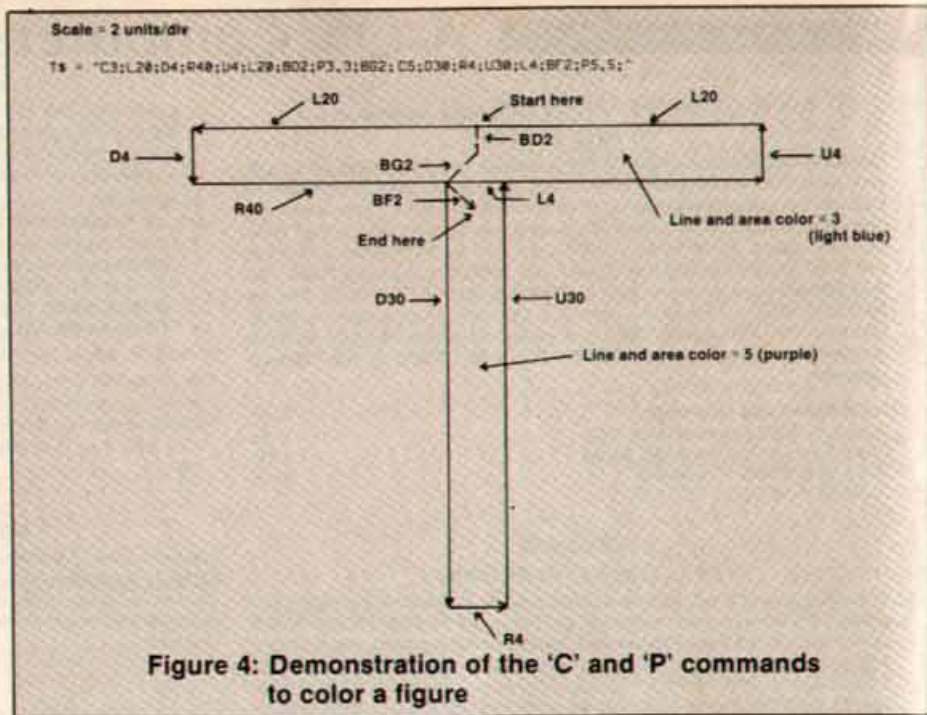 Scale = 2 units/div
T$ = "C3;L20;D4;R40;U4;L20;BD2;P3,3;BG2;C5;D30;R4;U30;L4;BF2;P5,5;"
L20
Start here
L20
D4
BD2
U4
BG2
R40
BF2
L4
End here
Line and area color = 3
(light blue)
D30
U30
Line and area color = 5 (purple)
R4
Figure 4: Demonstration of the ‘C’ and ‘P’ commands
to color a figure